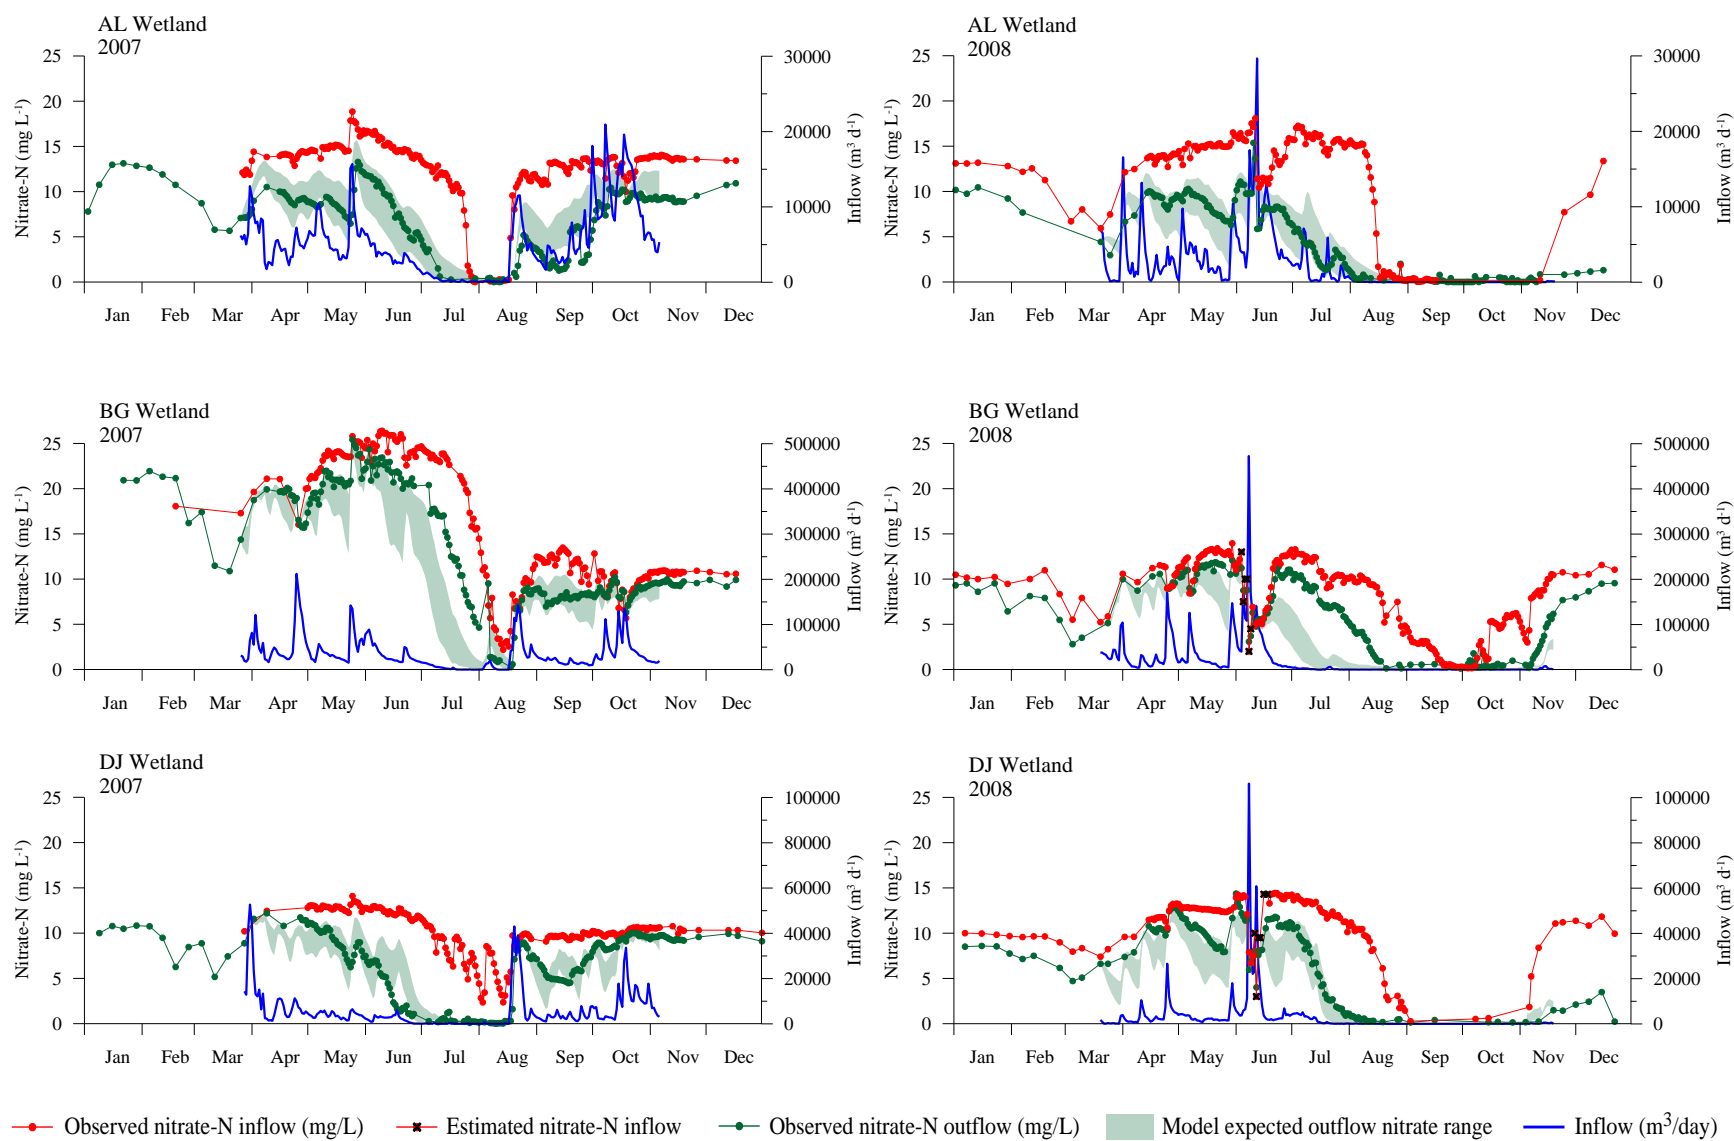 AL Wetland
2007
25
20
15
10
5
0
Nitrate-N (mg L-1)
30000
20000
10000
0
Inflow (m3 d-1)
Jan Feb Mar Apr May Jun Jul Aug Sep Oct Nov Dec
AL Wetland
2008
25
20
15
10
5
0
Nitrate-N (mg L-1)
30000
20000
10000
0
Inflow (m3 d-1)
Jan Feb Mar Apr May Jun Jul Aug Sep Oct Nov Dec
BG Wetland
2007
25
20
15
10
5
0
Nitrate-N (mg L-1)
500000
400000
300000
200000
100000
0
Inflow (m3 d-1)
Jan Feb Mar Apr May Jun Jul Aug Sep Oct Nov Dec
BG Wetland
2008
25
20
15
10
5
0
Nitrate-N (mg L-1)
500000
400000
300000
200000
100000
0
Inflow (m3 d-1)
Jan Feb Mar Apr May Jun Jul Aug Sep Oct Nov Dec
DJ Wetland
2007
25
20
15
10
5
0
Nitrate-N (mg L-1)
100000
80000
60000
40000
20000
0
Inflow (m3 d-1)
Jan Feb Mar Apr May Jun Jul Aug Sep Oct Nov Dec
DJ Wetland
2008
25
20
15
10
5
0
Nitrate-N (mg L-1)
100000
80000
60000
40000
20000
0
Inflow (m3 d-1)
Jan Feb Mar Apr May Jun Jul Aug Sep Oct Nov Dec
Observed nitrate-N inflow (mg/L) Estimated nitrate-N inflow Observed nitrate-N outflow (mg/L) Model expected outflow nitrate range Inflow (m3/day)